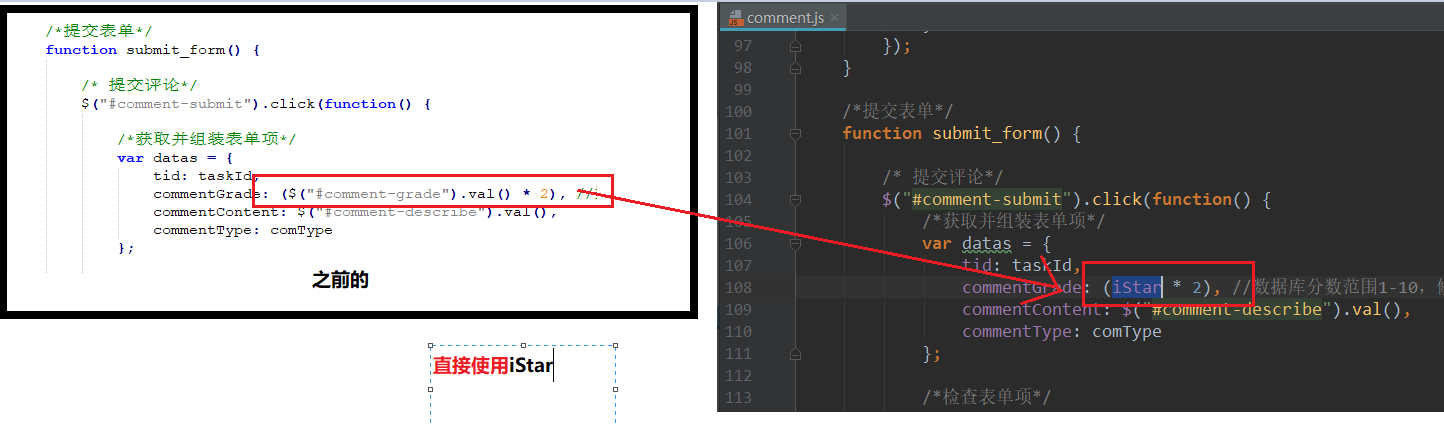 /*提交表单*/
function submit_form() {
/* 提交评论*/
$("#comment-submit").click(function() {
/*获取并组装表单项*/
var datas = {
tid: taskId,
commentGrade: ($("#comment-grade").val() * 2), //
commentContent: $("#comment-describe").val(),
commentType: comType
};
之前的
直接使用iStar
comment.js
97 });
98 }
99
100 /*提交表单*/
101 function submit_form() {
102
103 /* 提交评论*/
104 $("#comment-submit").click(function() {
105 /*获取并组装表单项*/
106 var datas = {
107 tid: taskId,
108 commentGrade: (iStar * 2), //数据库分数范围1-10,
109 commentContent: $("#comment-describe").val(),
110 commentType: comType
111 };
112
113 /*检查表单项*/